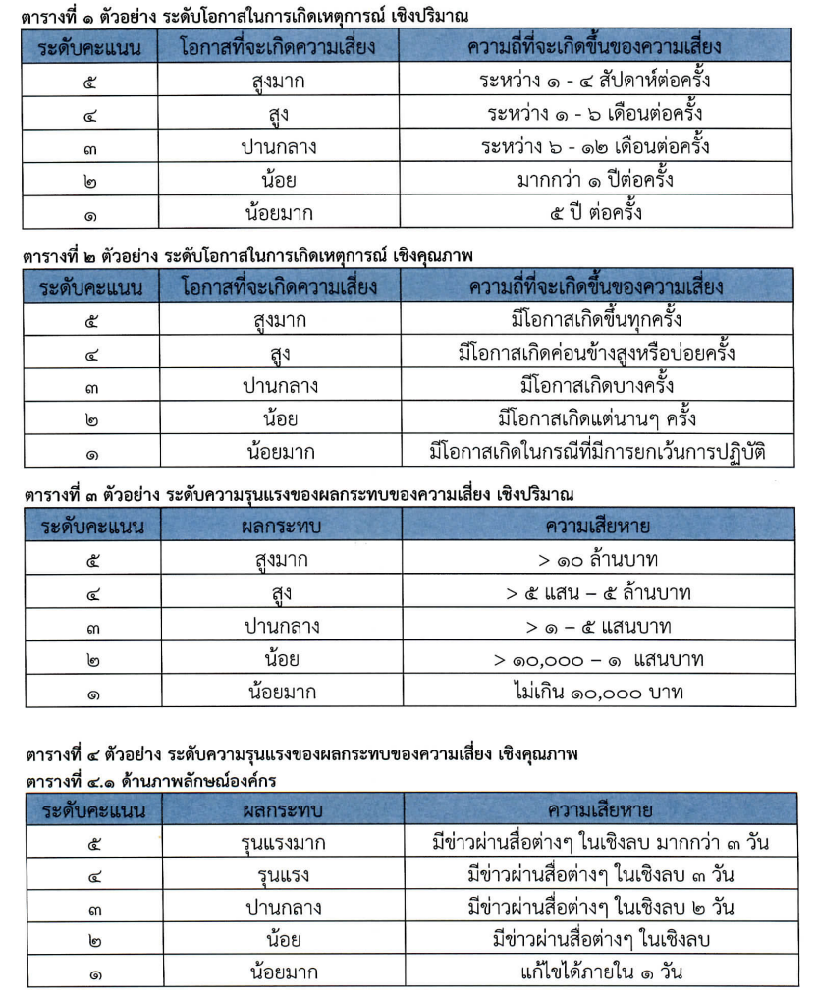 ตารางที่ ๑ ตัวอย่าง ระดับโอกาสในการเกิดเหตุการณ์ เชิงปริมาณ
ระดับคะแนน โอกาสที่จะเกิดความเสี่ยง ความถี่ที่จะเกิดขึ้นของความเสี่ยง
๕ สูงมาก ระหว่าง ๑ - ๔ สัปดาห์ต่อครั้ง
๔ สูง ระหว่าง ๑ - ๖ เดือนต่อครั้ง
๓ ปานกลาง ระหว่าง ๖ - ๑๒ เดือนต่อครั้ง
๒ น้อย มากกว่า ๑ ปีต่อครั้ง
๑ น้อยมาก ๕ ปี ต่อครั้ง
ตารางที่ ๒ ตัวอย่าง ระดับโอกาสในการเกิดเหตุการณ์ เชิงคุณภาพ
ระดับคะแนน โอกาสที่จะเกิดความเสี่ยง ความถี่ที่จะเกิดขึ้นของความเสี่ยง
๕ สูงมาก มีโอกาสเกิดขึ้นทุกครั้ง
๔ สูง มีโอกาสเกิดค่อนข้างสูงหรือบ่อยครั้ง
๓ ปานกลาง มีโอกาสเกิดบางครั้ง
๒ น้อย มีโอกาสเกิดแต่นานๆ ครั้ง
๑ น้อยมาก มีโอกาสเกิดในกรณีที่มีการยกเว้นการปฏิบัติ
ตารางที่ ๓ ตัวอย่าง ระดับความรุนแรงของผลกระทบของความเสี่ยง เชิงปริมาณ
ระดับคะแนน ผลกระทบ ความเสียหาย
๕ สูงมาก > ๑๐ ล้านบาท
๔ สูง > ๕ แสน – ๕ ล้านบาท
๓ ปานกลาง > ๑ – ๕ แสนบาท
๒ น้อย > ๑๐,๐๐๐ – ๑ แสนบาท
๑ น้อยมาก ไม่เกิน ๑๐,๐๐๐ บาท
ตารางที่ ๔ ตัวอย่าง ระดับความรุนแรงของผลกระทบของความเสี่ยง เชิงคุณภาพ
ตารางที่ ๔.๑ ด้านภาพลักษณ์องค์กร
ระดับคะแนน ผลกระทบ ความเสียหาย
๕ รุนแรงมาก มีข่าวผ่านสื่อต่างๆ ในเชิงลบ มากกว่า ๓ วัน
๔ รุนแรง มีข่าวผ่านสื่อต่างๆ ในเชิงลบ ๓ วัน
๓ ปานกลาง มีข่าวผ่านสื่อต่างๆ ในเชิงลบ ๒ วัน
๒ น้อย มีข่าวผ่านสื่อต่างๆ ในเชิงลบ
๑ น้อยมาก แก้ไขได้ภายใน ๑ วัน